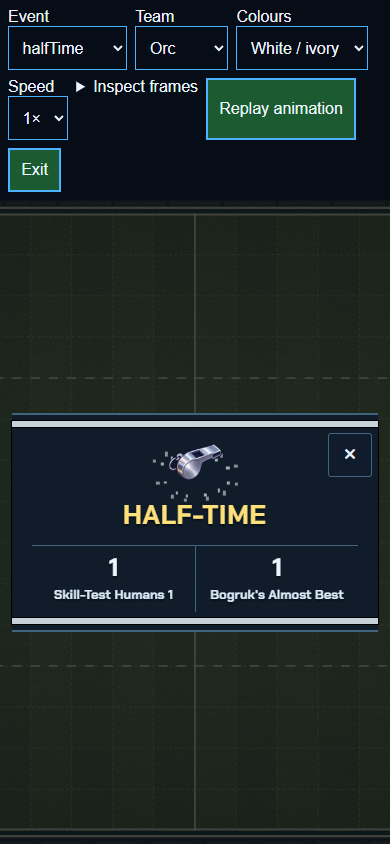 Event Team Colours
halfTime Orc White / ivory
Speed ▶ Inspect frames
1× Replay animation
Exit
×
HALF-TIME
1 1
Skill-Test Humans 1 Bogruk's Almost Best